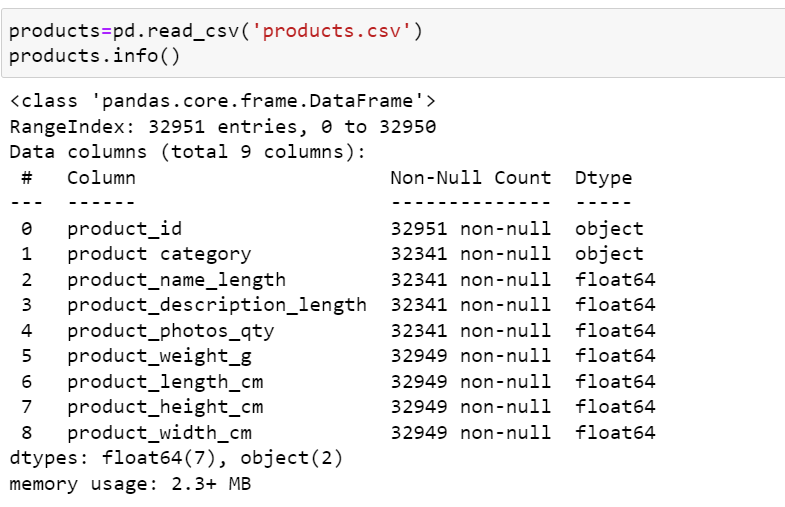 products=pd.read_csv('products.csv')
products.info()
<class 'pandas.core.frame.DataFrame'>
RangeIndex: 32951 entries, 0 to 32950
Data columns (total 9 columns):
 #   Column                      Non-Null Count  Dtype
---  ------                      --------------  -----
 0   product_id                  32951 non-null  object
 1   product category            32341 non-null  object
 2   product_name_length         32341 non-null  float64
 3   product_description_length  32341 non-null  float64
 4   product_photos_qty          32341 non-null  float64
 5   product_weight_g            32949 non-null  float64
 6   product_length_cm           32949 non-null  float64
 7   product_height_cm           32949 non-null  float64
 8   product_width_cm            32949 non-null  float64
dtypes: float64(7), object(2)
memory usage: 2.3+ MB